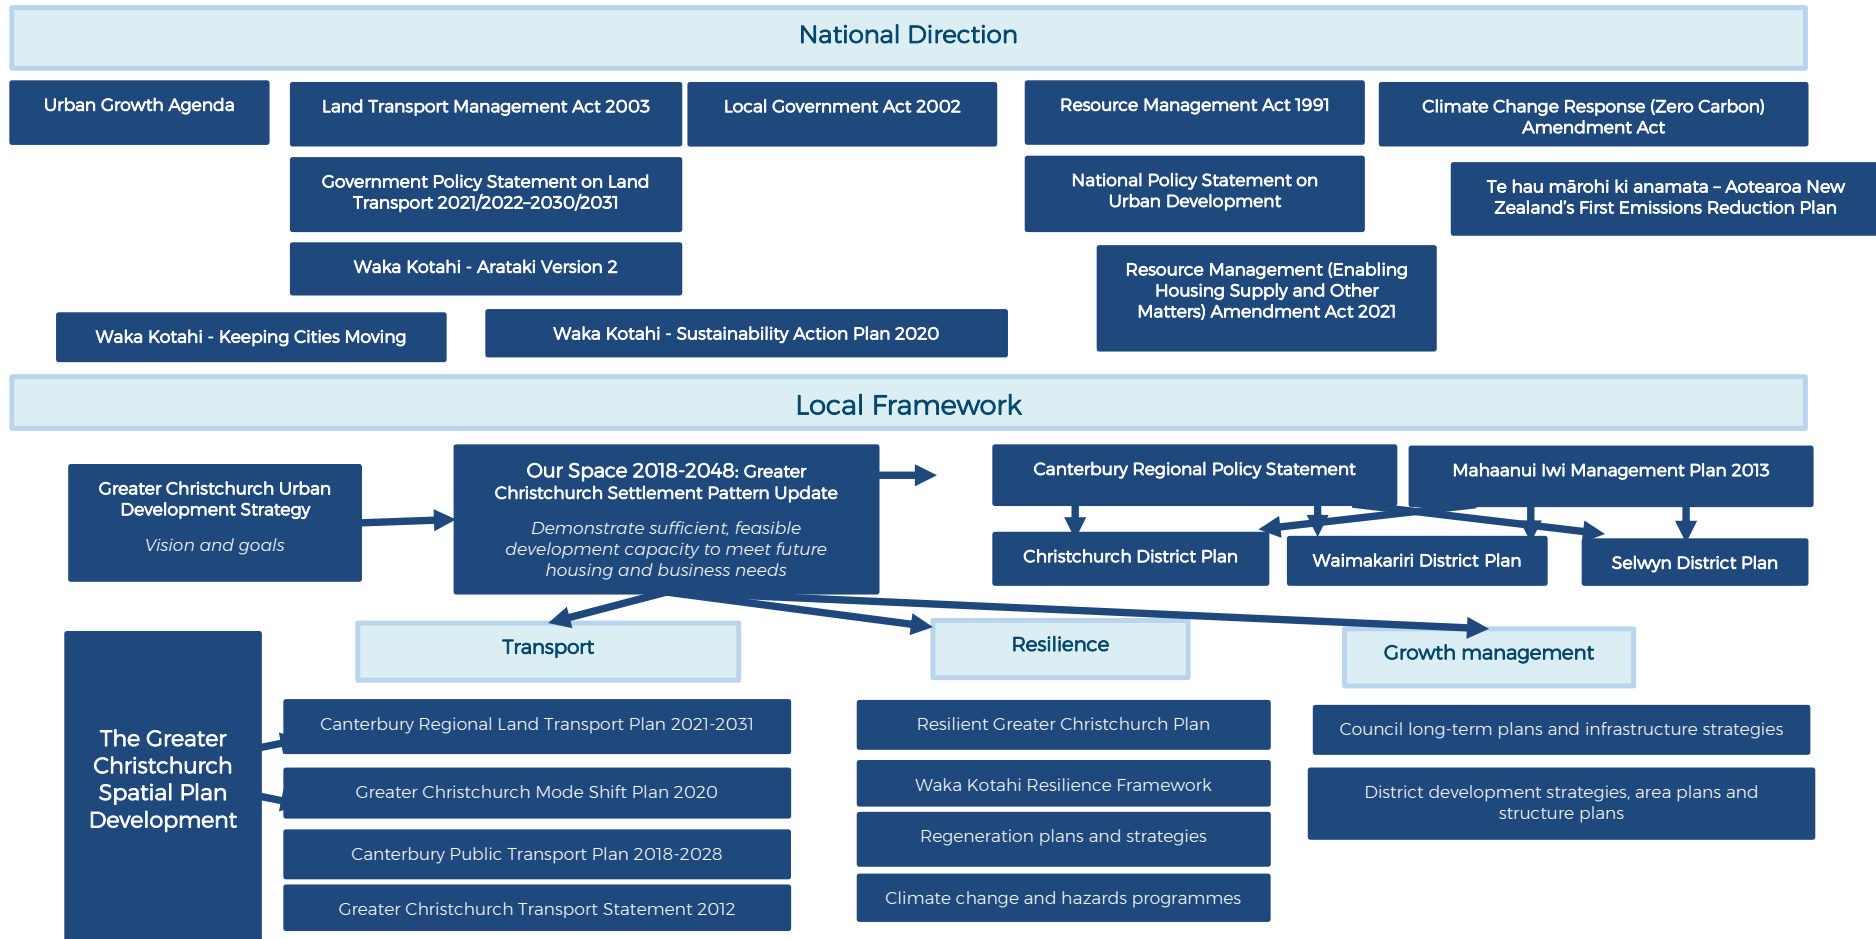 National Direction
Urban Growth Agenda
Land Transport Management Act 2003
Local Government Act 2002
Resource Management Act 1991
Climate Change Response (Zero Carbon)
Amendment Act
Government Policy Statement on Land
Transport 2021/2022–2030/2031
National Policy Statement on
Urban Development
Te hau mārohi ki anamata – Aotearoa New
Zealand’s First Emissions Reduction Plan
Waka Kotahi - Arataki Version 2
Resource Management (Enabling
Housing Supply and Other
Matters) Amendment Act 2021
Waka Kotahi - Keeping Cities Moving
Waka Kotahi - Sustainability Action Plan 2020
Local Framework
Greater Christchurch Urban
Development Strategy
Vision and goals
Our Space 2018-2048: Greater
Christchurch Settlement Pattern Update
Demonstrate sufficient, feasible
development capacity to meet future
housing and business needs
Canterbury Regional Policy Statement
Mahaanui Iwi Management Plan 2013
Christchurch District Plan
Waimakariri District Plan
Selwyn District Plan
The Greater
Christchurch
Spatial Plan
Development
Transport
Canterbury Regional Land Transport Plan 2021-2031
Greater Christchurch Mode Shift Plan 2020
Canterbury Public Transport Plan 2018-2028
Greater Christchurch Transport Statement 2012
Resilience
Resilient Greater Christchurch Plan
Waka Kotahi Resilience Framework
Regeneration plans and strategies
Climate change and hazards programmes
Growth management
Council long-term plans and infrastructure strategies
District development strategies, area plans and
structure plans